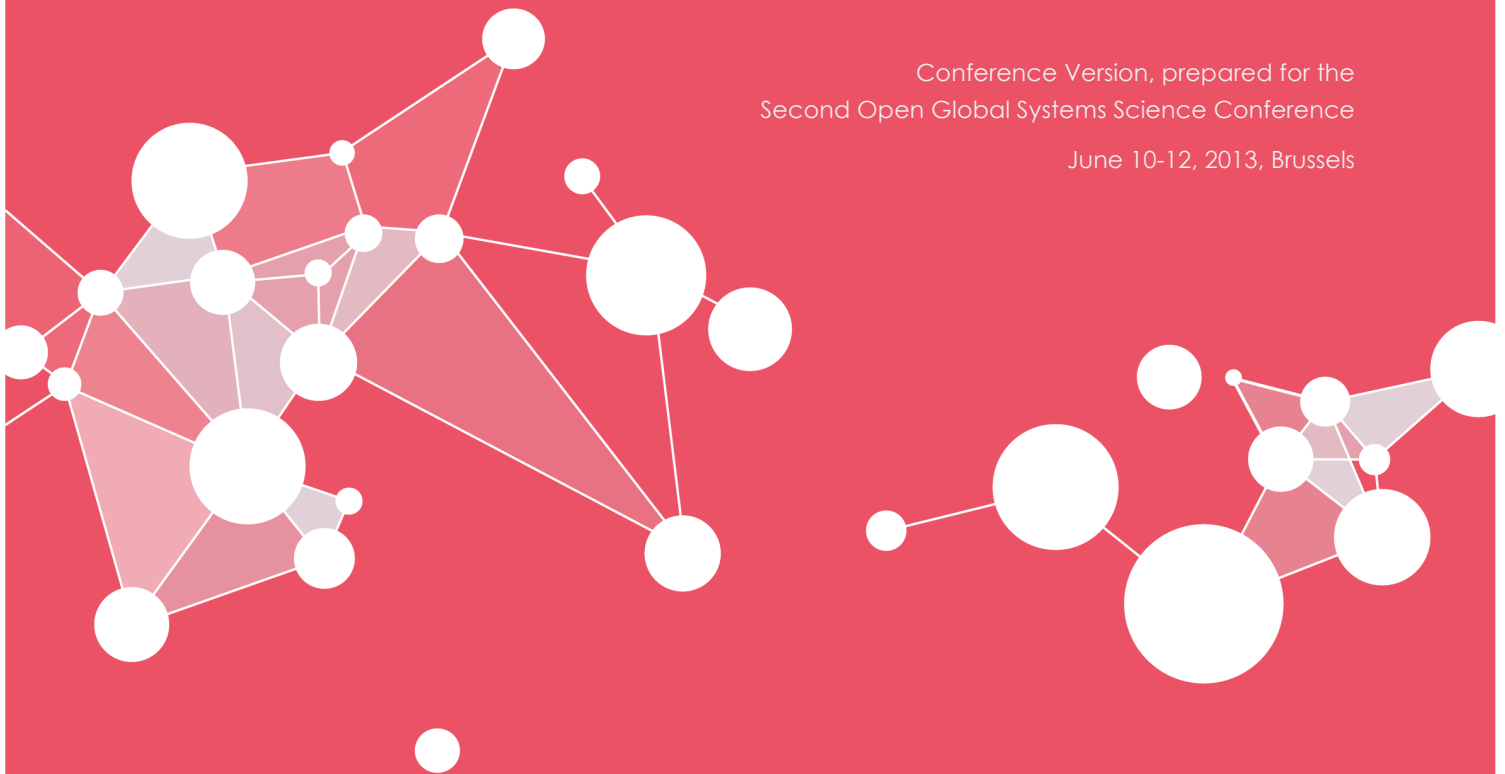 Conference Version, prepared for the
Second Open Global Systems Science Conference
June 10-12, 2013, Brussels